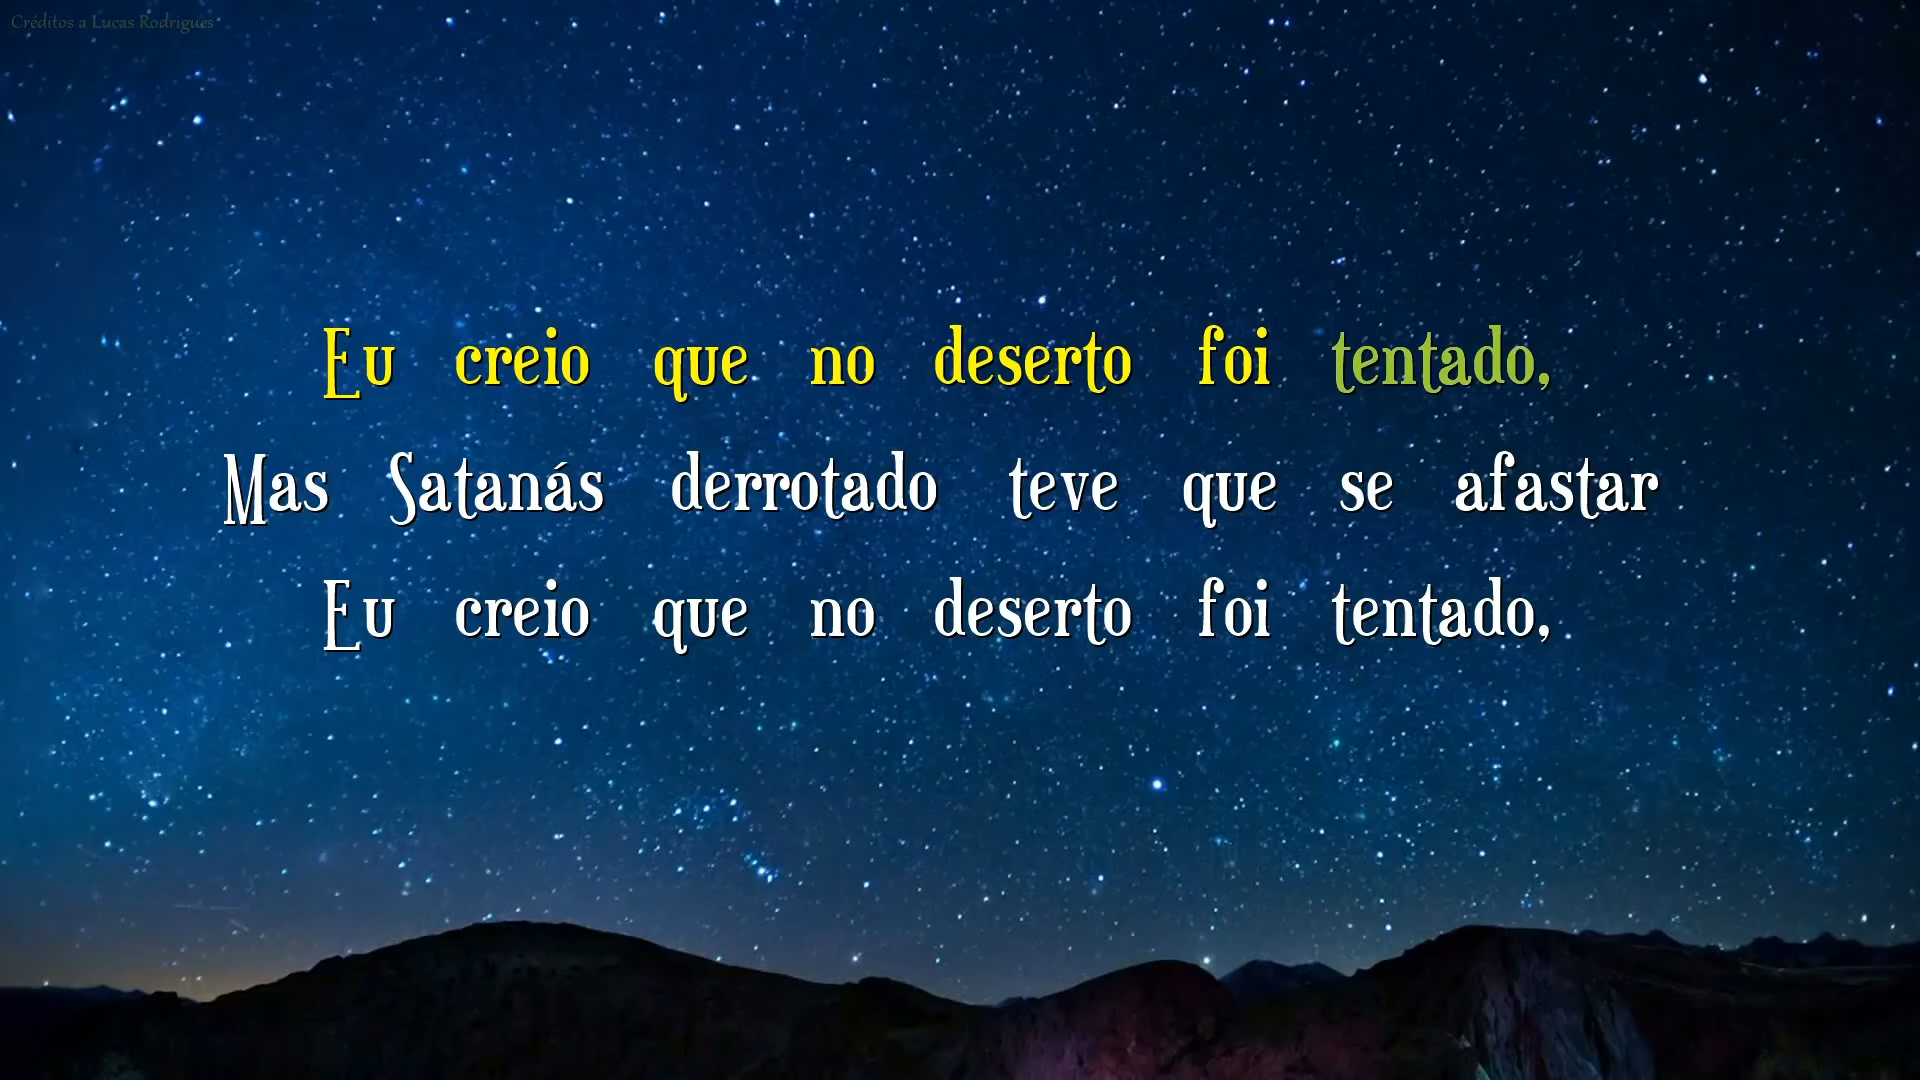 Créditos a Lucas Rodrigues
Eu creio que no deserto foi tentado,
Mas Satanás derrotado teve que se afastar
Eu creio que no deserto foi tentado,